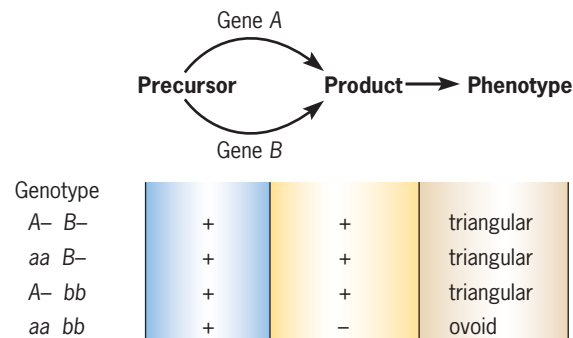 Gene A
Precursor Product Phenotype
Gene B
Genotype
A– B– + + triangular
aa B– + + triangular
A– bb + + triangular
aa bb + – ovoid